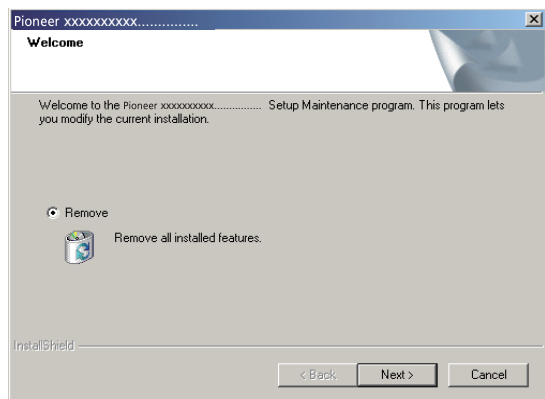 Pioneer xxxxxxxxxx...............
Welcome
Welcome to the Pioneer xxxxxxxxxx............... Setup Maintenance program. This program lets
you modify the current installation.
Remove
Remove all installed features.
InstallShield
< Back
Next >
Cancel